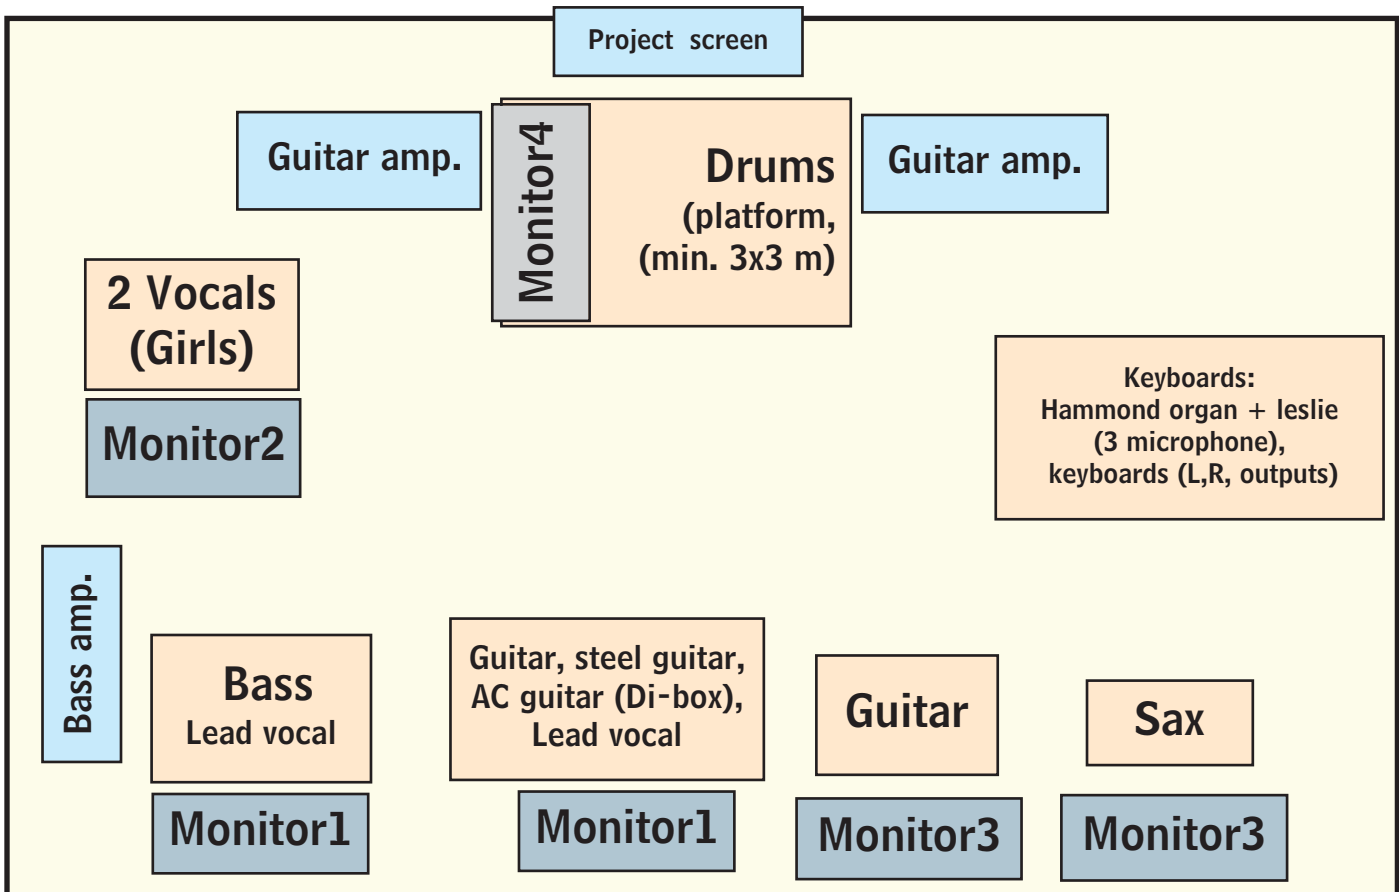 Project screen
Guitar amp.
Monitor4
Drums
(platform,
(min. 3x3 m)
Guitar amp.
2 Vocals
(Girls)
Monitor2
Keyboards:
Hammond organ + leslie
(3 microphone),
keyboards (L,R, outputs)
Bass amp.
Bass
Lead vocal
Monitor1
Guitar, steel guitar,
AC guitar (Di-box),
Lead vocal
Monitor1
Guitar
Monitor3
Sax
Monitor3